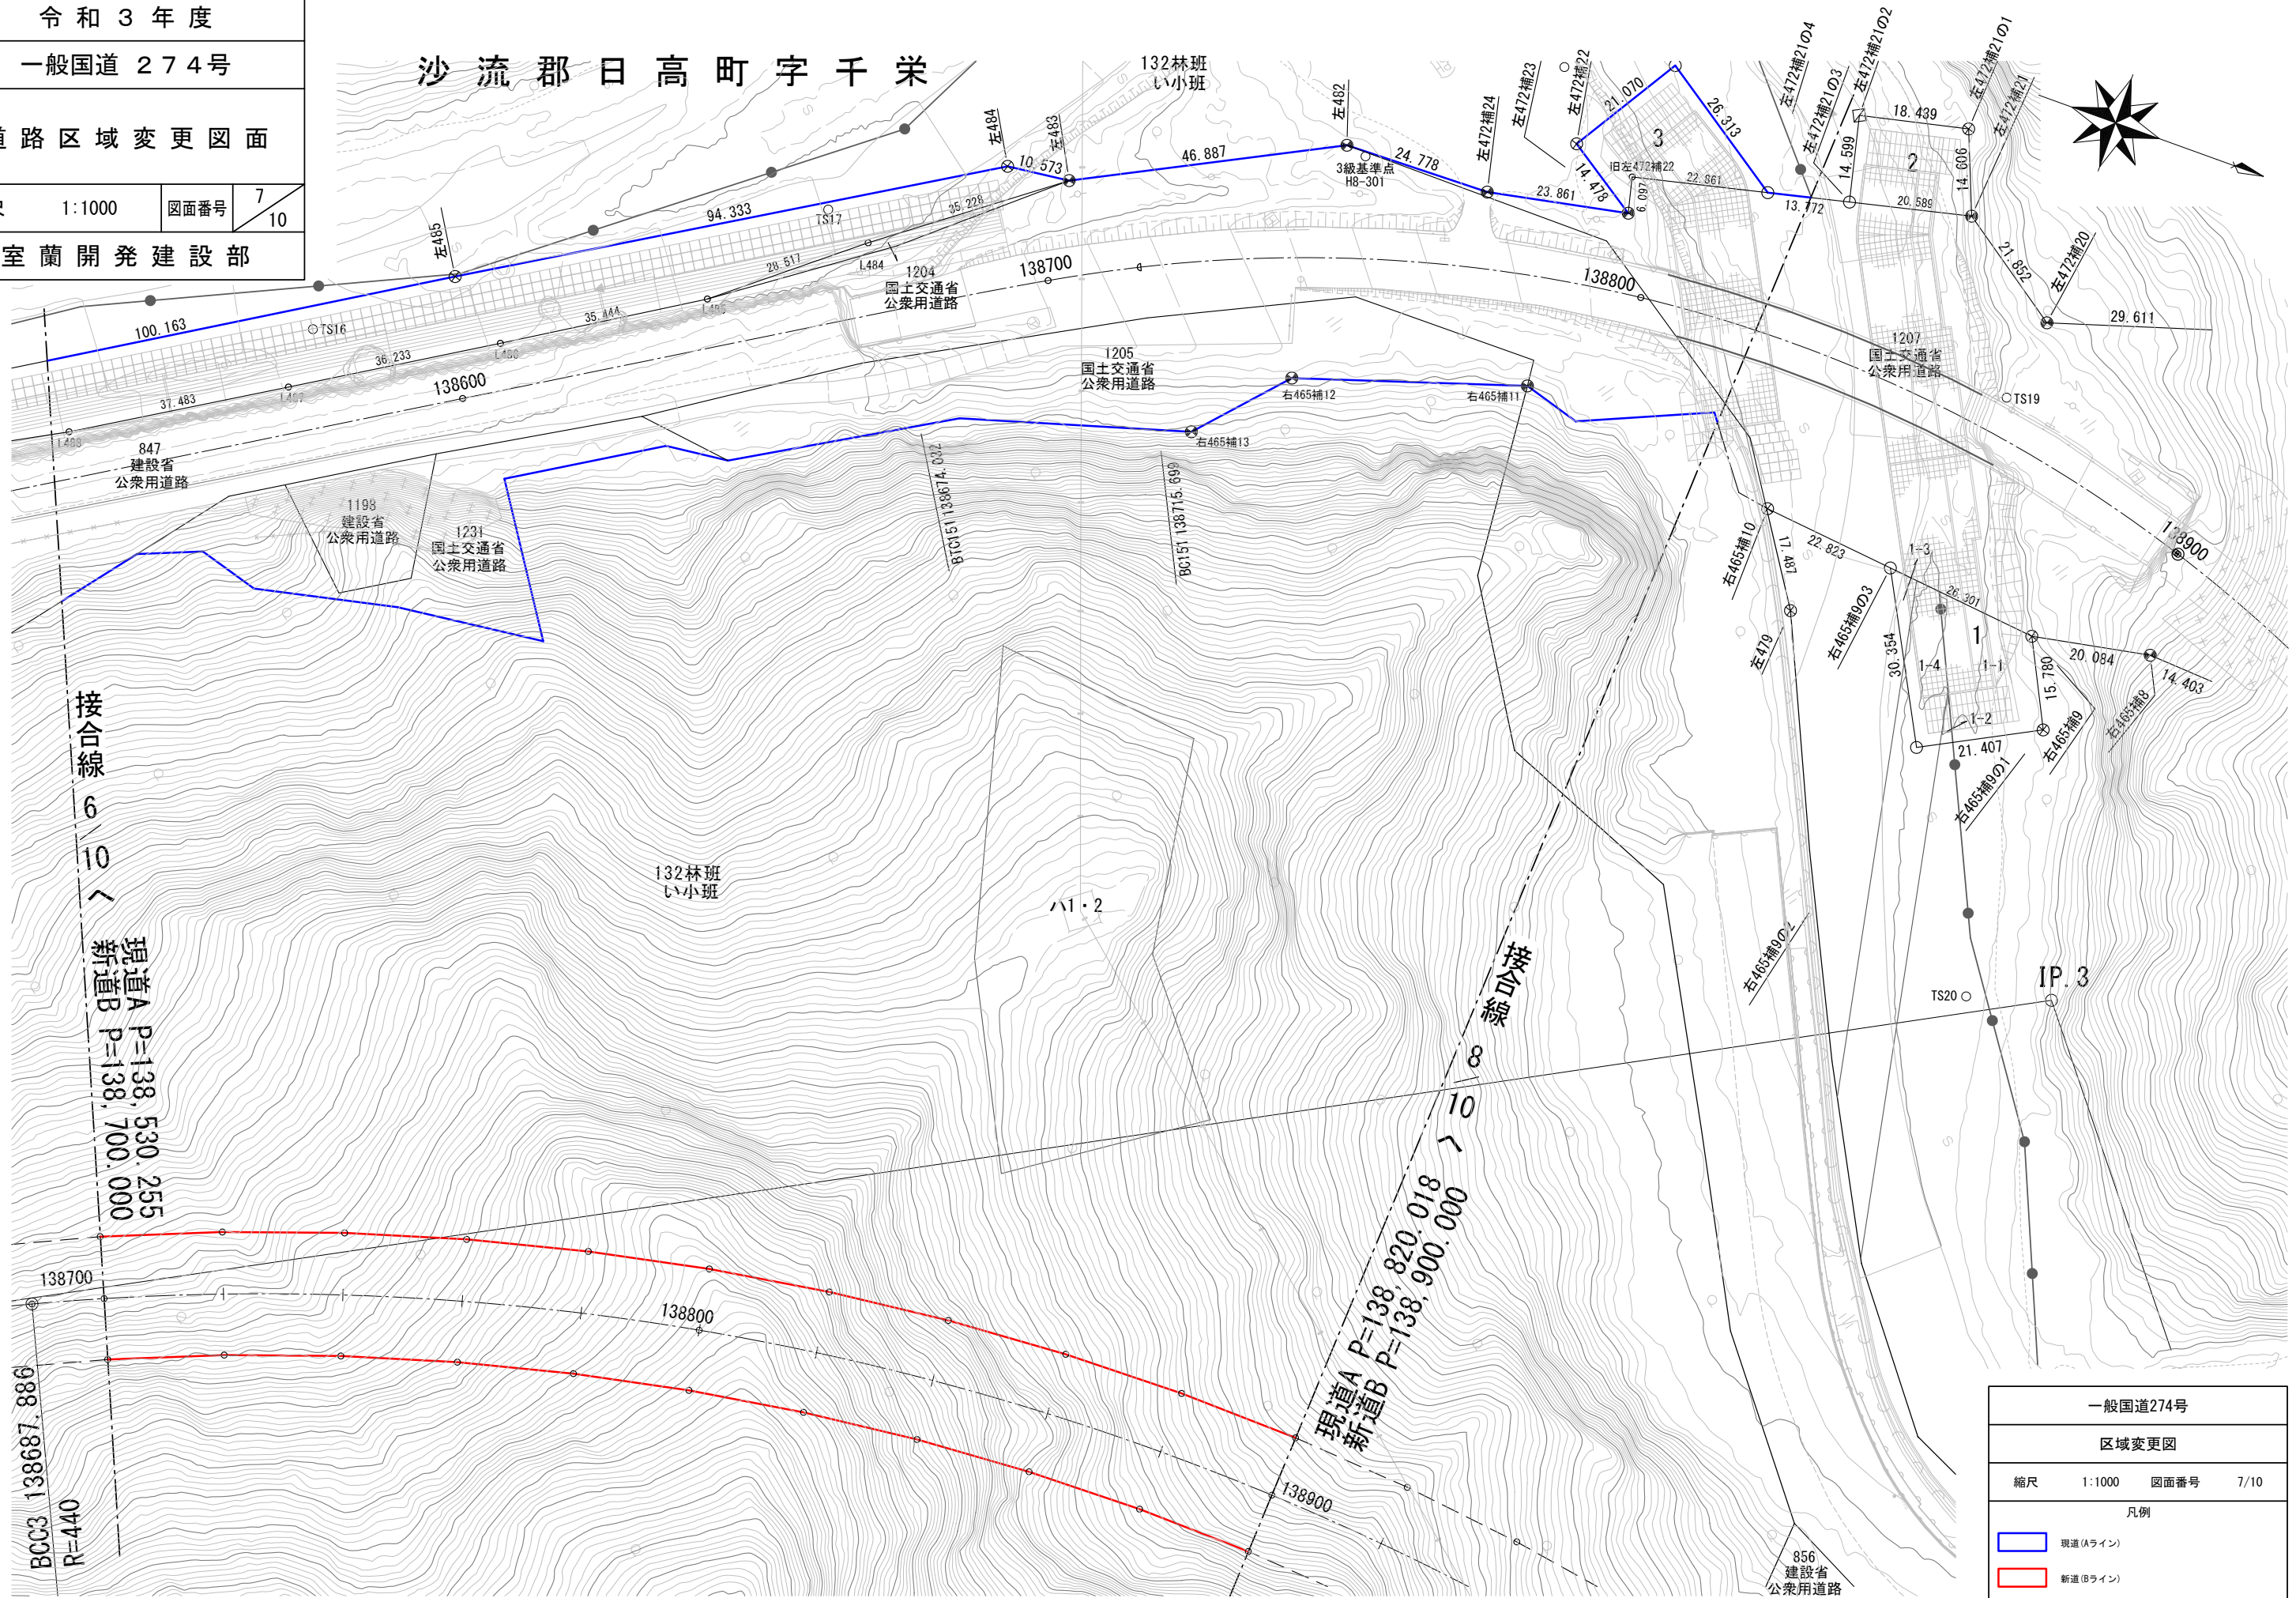 令和３年度
一般国道 ２７４号
路区域変更図面
1:1000
図面番号
7
10
室蘭開発建設部
沙流郡日高町字千栄
132林班
い小班
左485
左484
左483
左482
左472補24
左472補23
左472補22
左472補21の4
左472補21の3
左472補21の2
左472補21の1
左472補21
左472補20
100.163
94.333
10.573
46.887
24.778
3級基準点
H8-301
23.861
14.478
21.070
26.313
3
旧左472補22
6.097
22.861
13.772
14.599
18.439
2
14.606
20.589
21.852
29.611
TS16
TS17
35.228
28.517
L484
L485
35.444
L486
36.233
L487
37.483
L488
138600
138700
138800
138900
1204
国土交通省
公衆用道路
1205
国土交通省
公衆用道路
1207
国土交通省
公衆用道路
TS19
847
建設省
公衆用道路
1198
建設省
公衆用道路
1231
国土交通省
公衆用道路
右465補13
右465補12
右465補11
BTC151 138674.032
BC151 138715.699
右465補10
17.487
22.823
左479
右465補9の3
30.354
1-3
26.301
1
1-4
1-1
1-2
21.407
15.780
20.084
14.403
右465補8
右465補9
右465補9の1
右465補9の2
TS20
IP.3
接合線 6/10 へ
現道A P=138,530.255
新道B P=138,700.000
132林班
い小班
ハ1・2
接合線 8/10 へ
現道A P=138,820.018
新道B P=138,900.000
138700
138800
138900
BCC3 138687.886
R=440
856
建設省
公衆用道路
一般国道274号
区域変更図
縮尺 1:1000 図面番号 7/10
凡例
現道(Aライン)
新道(Bライン)